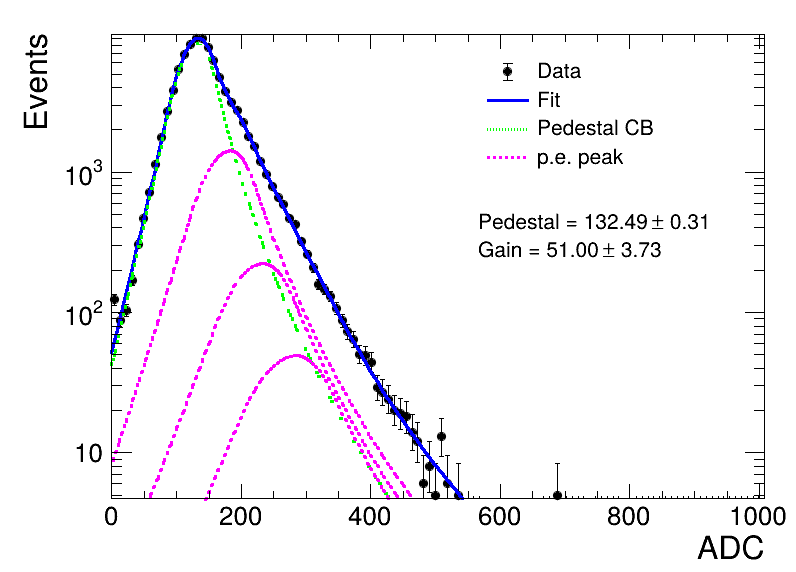 Events
Data
Fit
Pedestal CB
p.e. peak
Pedestal = 132.49 ± 0.31
Gain = 51.00 ± 3.73
10³
10²
10
0 200 400 600 800 1000
ADC